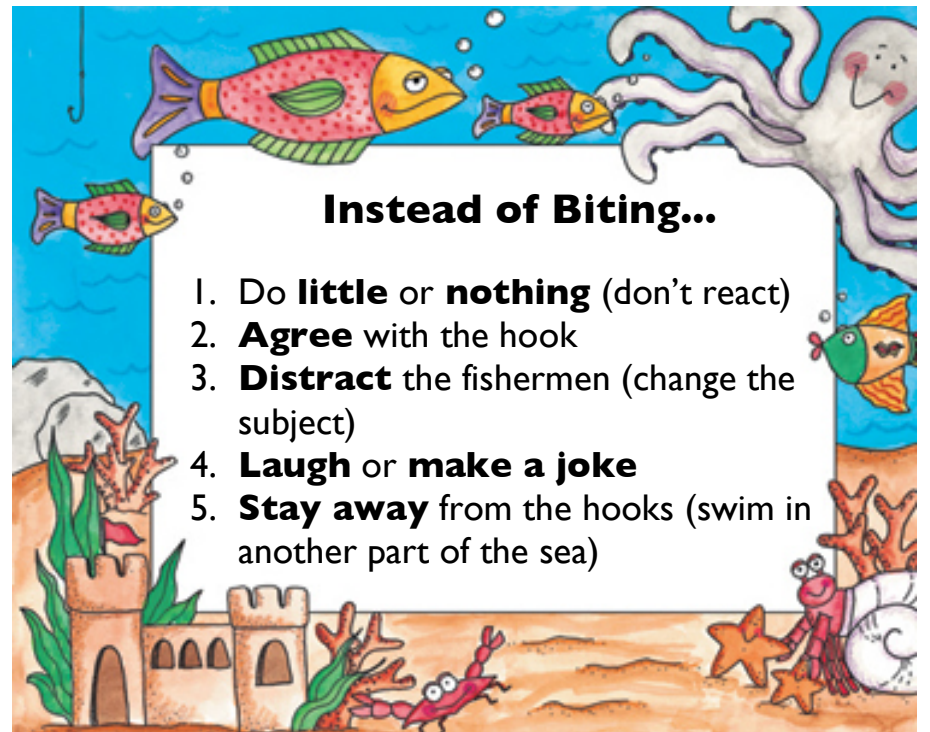 Instead of Biting...
1. Do little or nothing (don't react)
2. Agree with the hook
3. Distract the fishermen (change the
subject)
4. Laugh or make a joke
5. Stay away from the hooks (swim in
another part of the sea)